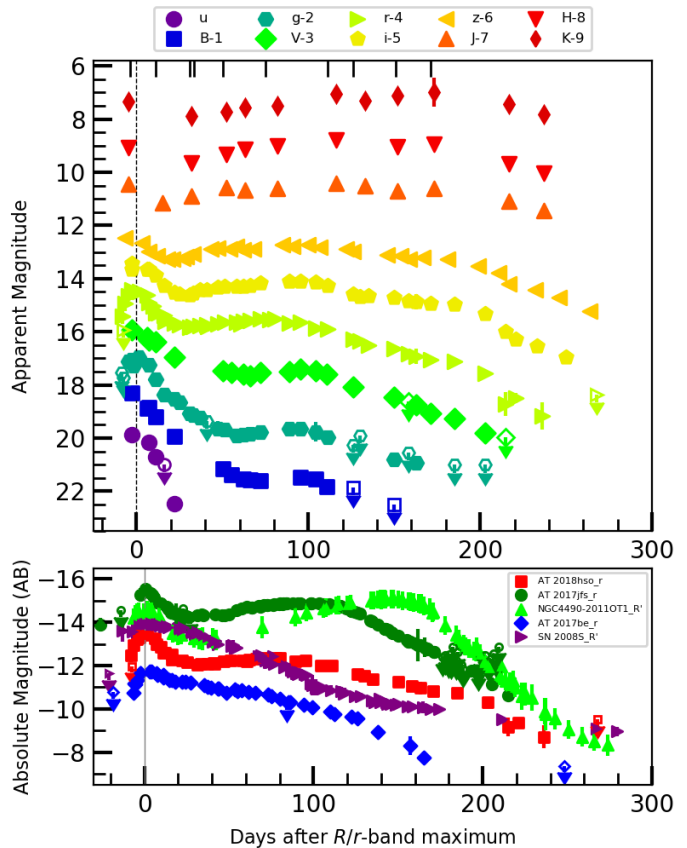 u g-2 r-4 z-6 H-8
B-1 V-3 i-5 J-7 K-9
6
8
10
12
14
16
18
20
22
Apparent Magnitude
0 100 200 300
−16
−14
−12
−10
−8
Absolute Magnitude (AB)
AT 2018hso_r
AT 2017jfs_r
NGC4490-2011OT1_R'
AT 2017be_r
SN 2008S_R'
0 100 200 300
Days after R/r-band maximum